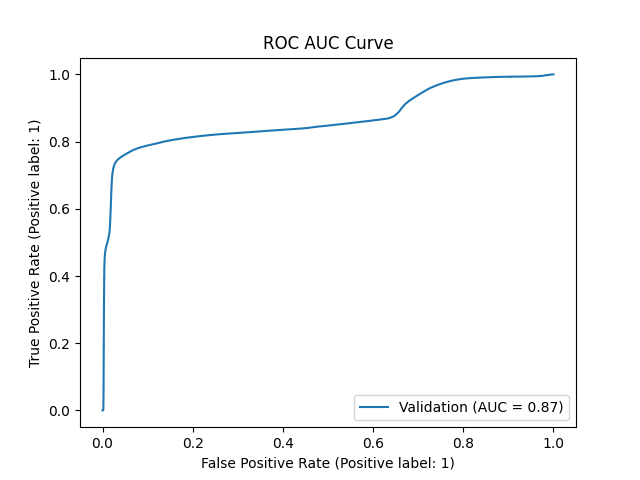 ROC AUC Curve
True Positive Rate (Positive label: 1)
1.0
0.8
0.6
0.4
0.2
0.0
Validation (AUC = 0.87)
0.0 0.2 0.4 0.6 0.8 1.0
False Positive Rate (Positive label: 1)